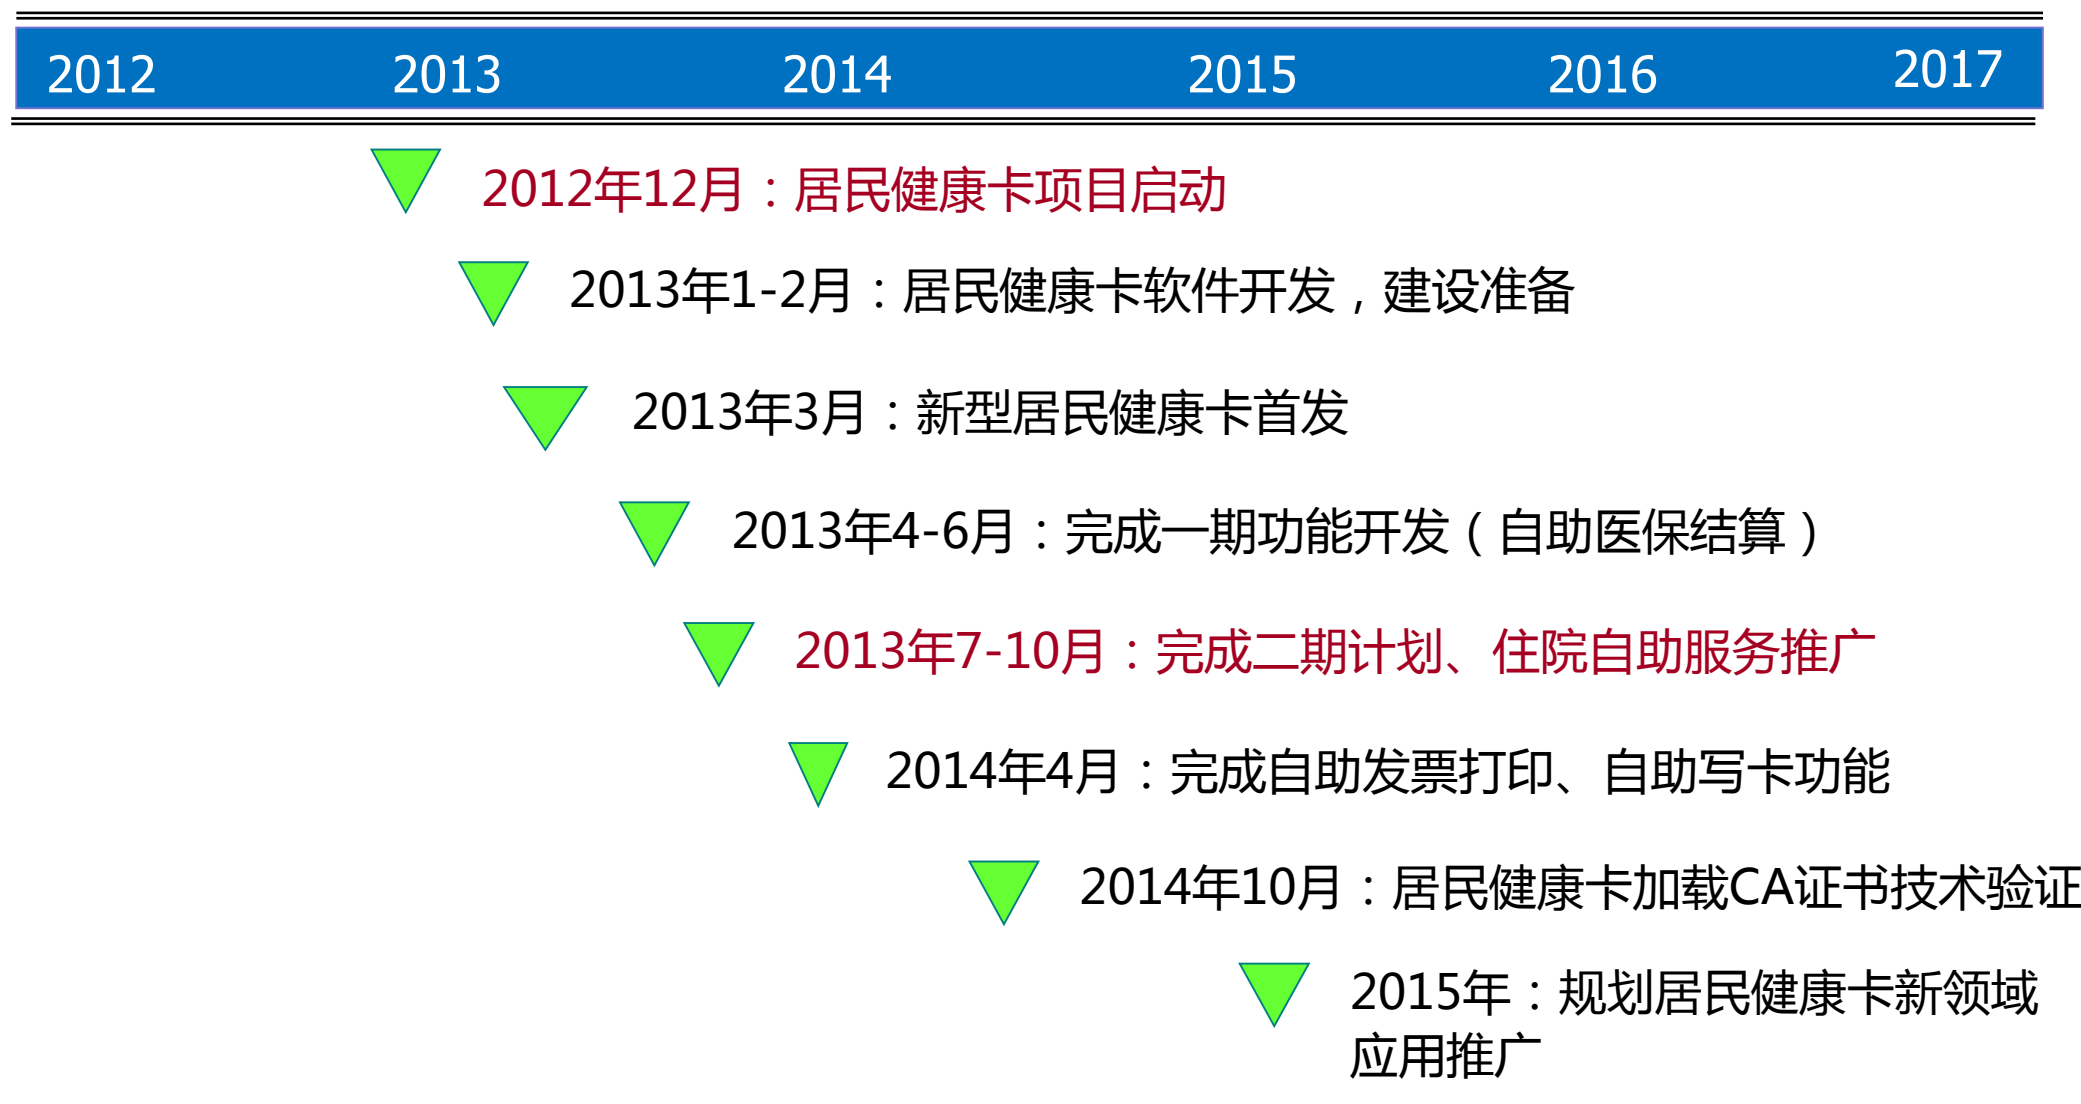 2012 2013 2014 2015 2016 2017
2012年12月：居民健康卡项目启动
2013年1-2月：居民健康卡软件开发，建设准备
2013年3月：新型居民健康卡首发
2013年4-6月：完成一期功能开发（自助医保结算）
2013年7-10月：完成二期计划、住院自助服务推广
2014年4月：完成自助发票打印、自助写卡功能
2014年10月：居民健康卡加载CA证书技术验证
2015年：规划居民健康卡新领域
应用推广